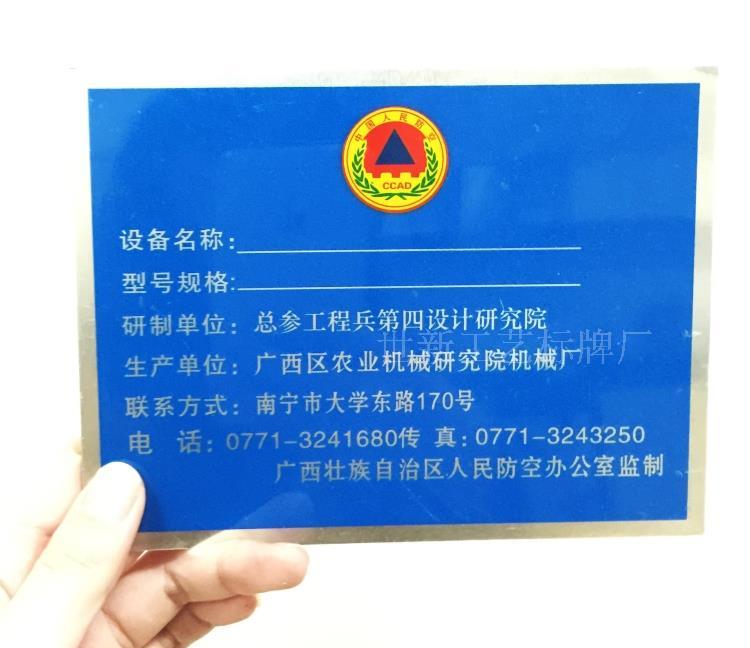 中国人民防空
CCAD
设备名称:
型号规格:
研制单位: 总参工程兵第四设计研究院
世新工艺标牌厂
生产单位: 广西区农业机械研究院机械厂
联系方式: 南宁市大学东路170号
电 话: 0771-3241680传 真: 0771-3243250
广西壮族自治区人民防空办公室监制